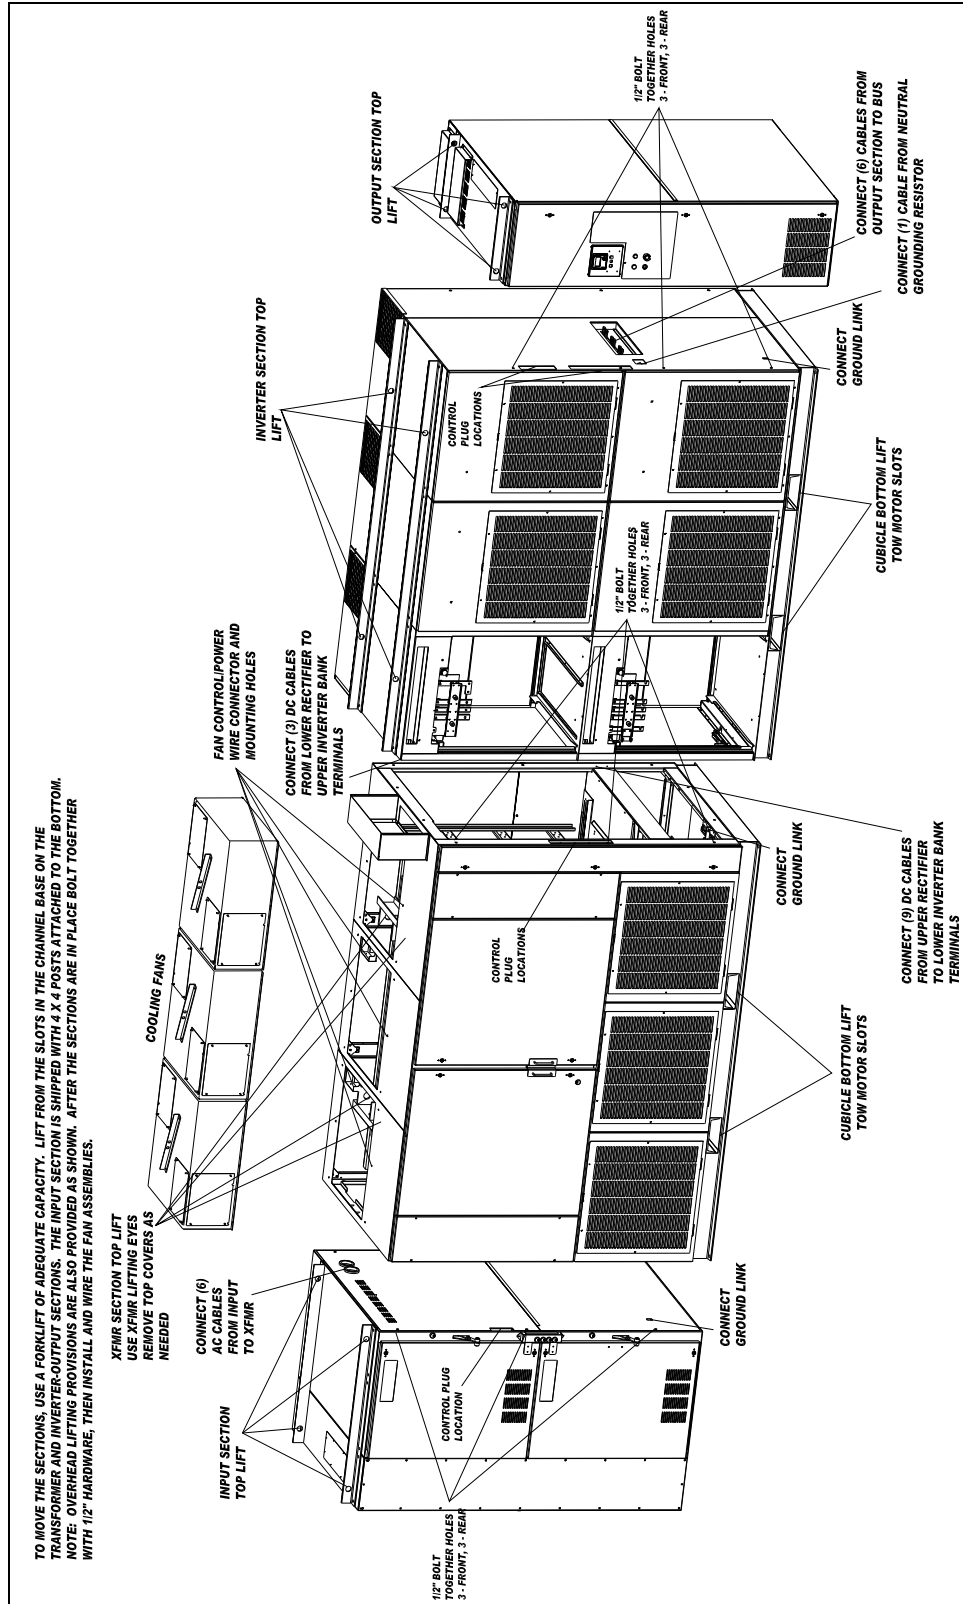 TO MOVE THE SECTIONS, USE A FORKLIFT OF ADEQUATE CAPACITY.  LIFT FROM THE SLOTS IN THE CHANNEL BASE ON THE
TRANSFORMER AND INVERTER-OUTPUT SECTIONS.  THE INPUT SECTION IS SHIPPED WITH 4 X 4 POSTS ATTACHED TO THE BOTTOM.
NOTE:  OVERHEAD LIFTING PROVISIONS ARE ALSO PROVIDED AS SHOWN.  AFTER THE SECTIONS ARE IN PLACE BOLT TOGETHER
WITH 1/2" HARDWARE, THEN INSTALL AND WIRE THE FAN ASSEMBLIES.
COOLING FANS
XFMR SECTION TOP LIFT
USE XFMR LIFTING EYES
REMOVE TOP COVERS AS
NEEDED
CONNECT (6)
AC CABLES
FROM INPUT
TO XFMR
INPUT SECTION
TOP LIFT
FAN CONTROL/POWER
WIRE CONNECTOR AND
MOUNTING HOLES
CONNECT (3) DC CABLES
FROM LOWER RECTIFIER TO
UPPER INVERTER BANK
TERMINALS
INVERTER SECTION TOP
LIFT
OUTPUT SECTION TOP
LIFT
1/2" BOLT
TOGETHER HOLES
3 - FRONT, 3 - REAR
CONTROL PLUG
LOCATION
CONTROL
PLUG
LOCATIONS
CONTROL
PLUG
LOCATIONS
1/2" BOLT
TOGETHER HOLES
3 - FRONT, 3 - REAR
1/2" BOLT
TOGETHER HOLES
3 - FRONT, 3 - REAR
CONNECT
GROUND LINK
CONNECT
GROUND LINK
CONNECT
GROUND LINK
CUBICLE BOTTOM LIFT
TOW MOTOR SLOTS
CUBICLE BOTTOM LIFT
TOW MOTOR SLOTS
CONNECT (9) DC CABLES
FROM UPPER RECTIFIER
TO LOWER INVERTER BANK
TERMINALS
CONNECT (6) CABLES FROM
OUTPUT SECTION TO BUS
CONNECT (1) CABLE FROM NEUTRAL
GROUNDING RESISTOR